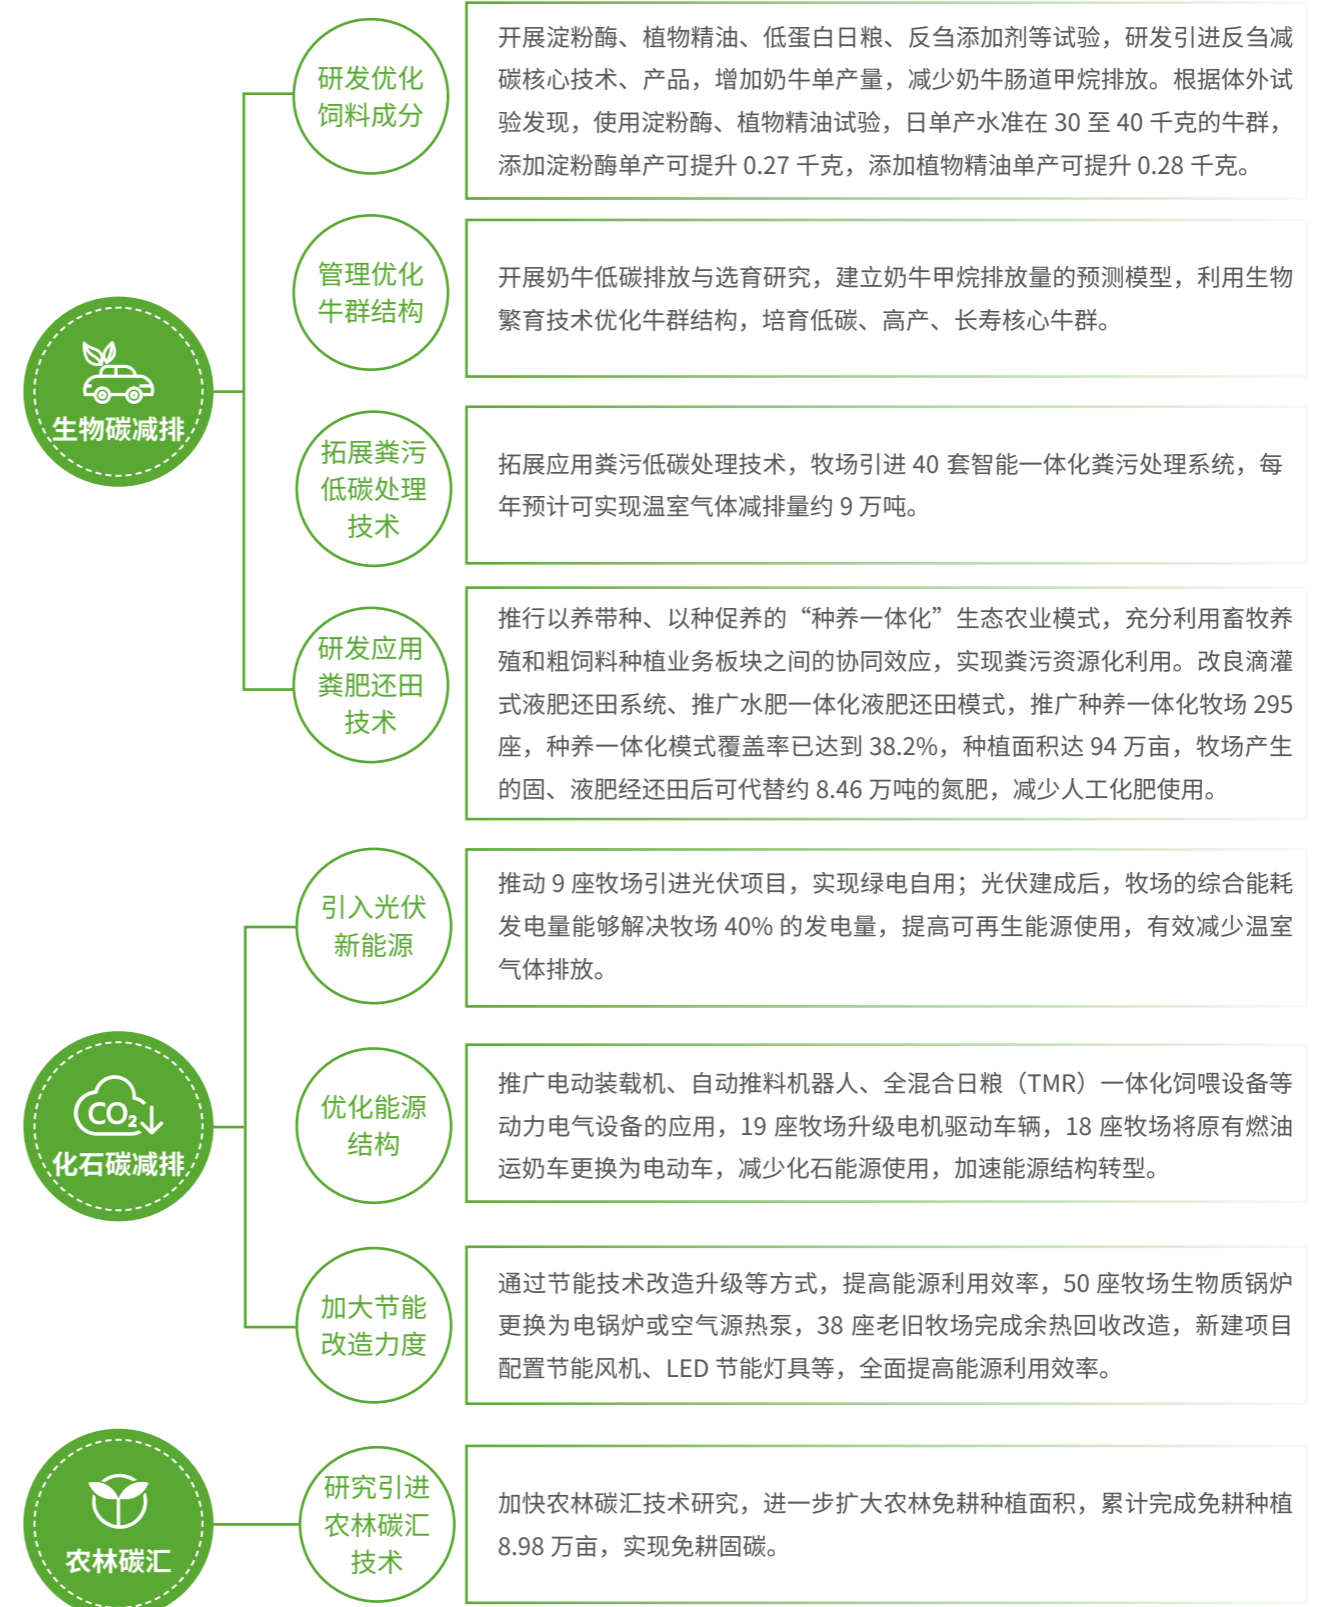 生物碳减排
研发优化
饲料成分
开展淀粉酶、植物精油、低蛋白日粮、反刍添加剂等试验，研发引进反刍减
碳核心技术、产品，增加奶牛单产量，减少奶牛肠道甲烷排放。根据体外试
验发现，使用淀粉酶、植物精油试验，日单产水准在 30 至 40 千克的牛群，
添加淀粉酶单产可提升 0.27 千克，添加植物精油单产可提升 0.28 千克。
管理优化
牛群结构
开展奶牛低碳排放与选育研究，建立奶牛甲烷排放量的预测模型，利用生物
繁育技术优化牛群结构，培育低碳、高产、长寿核心牛群。
拓展粪污
低碳处理
技术
拓展应用粪污低碳处理技术，牧场引进 40 套智能一体化粪污处理系统，每
年预计可实现温室气体减排量约 9 万吨。
研发应用
粪肥还田
技术
推行以养带种、以种促养的“种养一体化”生态农业模式，充分利用畜牧养
殖和粗饲料种植业务板块之间的协同效应，实现粪污资源化利用。改良滴灌
式液肥还田系统、推广水肥一体化液肥还田模式，推广种养一体化牧场 295
座，种养一体化模式覆盖率已达到 38.2%，种植面积达 94 万亩，牧场产生
的固、液肥经还田后可代替约 8.46 万吨的氮肥，减少人工化肥使用。
CO₂
化石碳减排
引入光伏
新能源
推动 9 座牧场引进光伏项目，实现绿电自用；光伏建成后，牧场的综合能耗
发电量能够解决牧场 40% 的发电量，提高可再生能源使用，有效减少温室
气体排放。
优化能源
结构
推广电动装载机、自动推料机器人、全混合日粮（TMR）一体化饲喂设备等
动力电气设备的应用，19 座牧场升级电机驱动车辆，18 座牧场将原有燃油
运奶车更换为电动车，减少化石能源使用，加速能源结构转型。
加大节能
改造力度
通过节能技术改造升级等方式，提高能源利用效率，50 座牧场生物质锅炉
更换为电锅炉或空气源热泵，38 座老旧牧场完成余热回收改造，新建项目
配置节能风机、LED 节能灯具等，全面提高能源利用效率。
农林碳汇
研究引进
农林碳汇
技术
加快农林碳汇技术研究，进一步扩大农林免耕种植面积，累计完成免耕种植
8.98 万亩，实现免耕固碳。